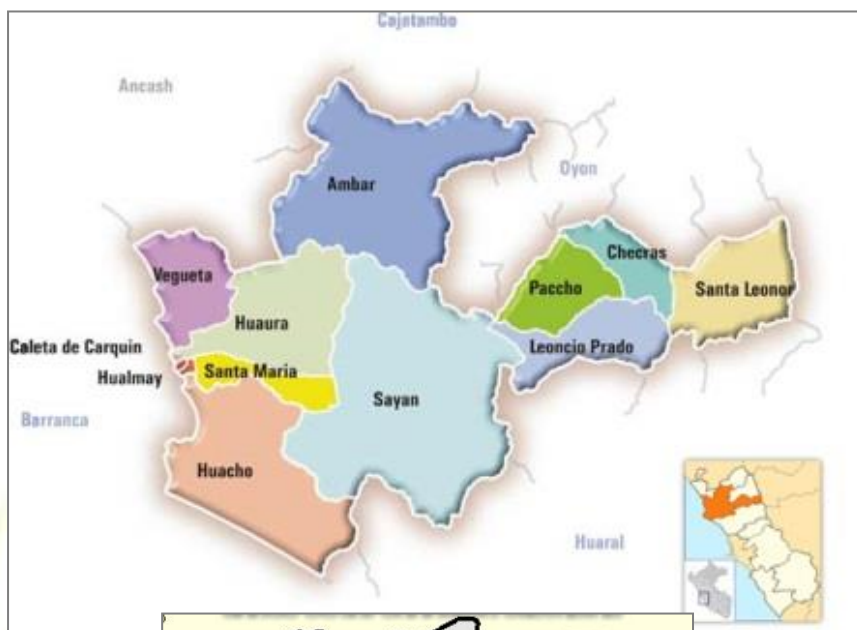 Cajatambo
Ancash
Oyon
Ambar
Checras
Vegueta
Paccho
Santa Leonor
Huaura
Caleta de Carquin
Leoncio Prado
Santa Maria
Hualmay
Sayan
Barranca
Huacho
Huaral